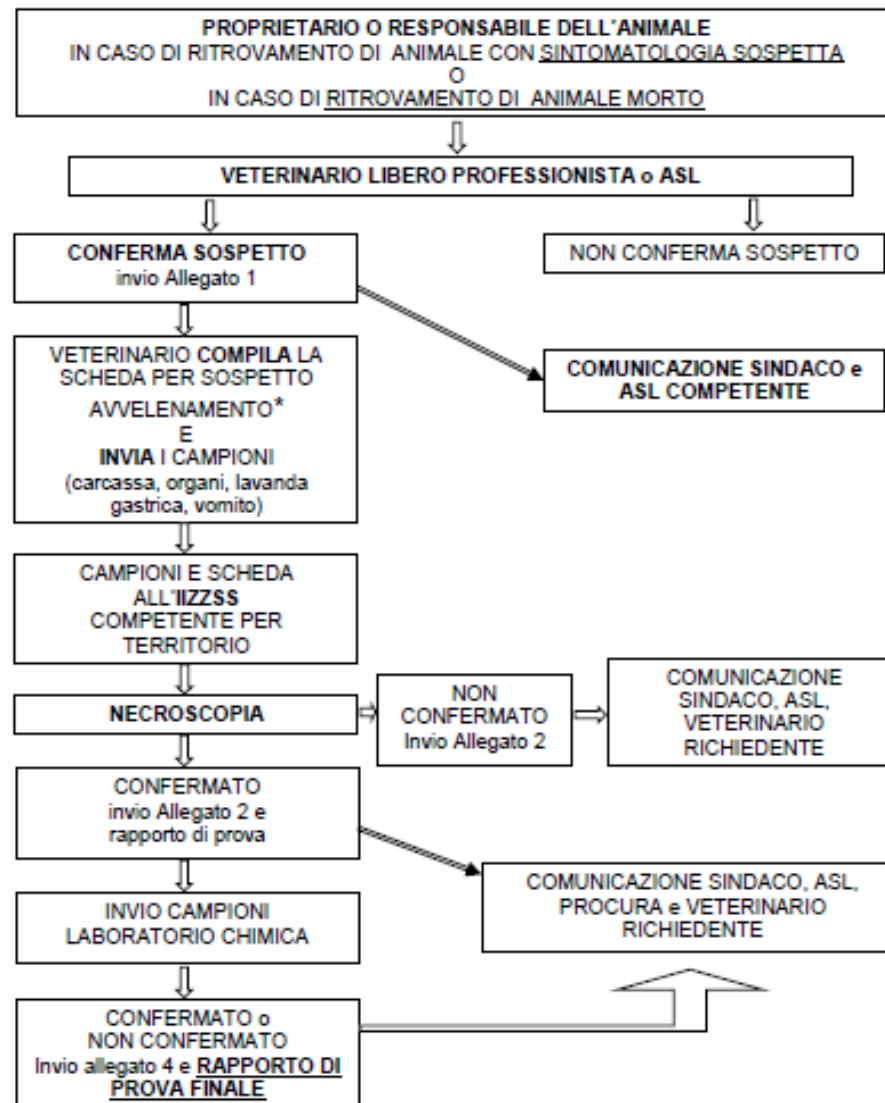 PROPRIETARIO O RESPONSABILE DELL'ANIMALE
IN CASO DI RITROVAMENTO DI ANIMALE CON SINTOMATOLOGIA SOSPETTA
O
IN CASO DI RITROVAMENTO DI ANIMALE MORTO
VETERINARIO LIBERO PROFESSIONISTA o ASL
CONFERMA SOSPETTO
invio Allegato 1
NON CONFERMA SOSPETTO
VETERINARIO COMPILA LA
SCHEDA PER SOSPETTO
AVVELENAMENTO*
E
INVIA I CAMPIONI
(carcassa, organi, lavanda
gastrica, vomito)
COMUNICAZIONE SINDACO e
ASL COMPETENTE
CAMPIONI E SCHEDA
ALL'IIZZSS
COMPETENTE PER
TERRITORIO
NECROSCOPIA
NON
CONFERMATO
Invio Allegato 2
COMUNICAZIONE
SINDACO, ASL,
VETERINARIO
RICHIEDENTE
CONFERMATO
invio Allegato 2 e
rapporto di prova
COMUNICAZIONE SINDACO, ASL,
PROCURA e VETERINARIO
RICHIEDENTE
INVIO CAMPIONI
LABORATORIO CHIMICA
CONFERMATO o
NON CONFERMATO
Invio allegato 4 e RAPPORTO DI
PROVA FINALE